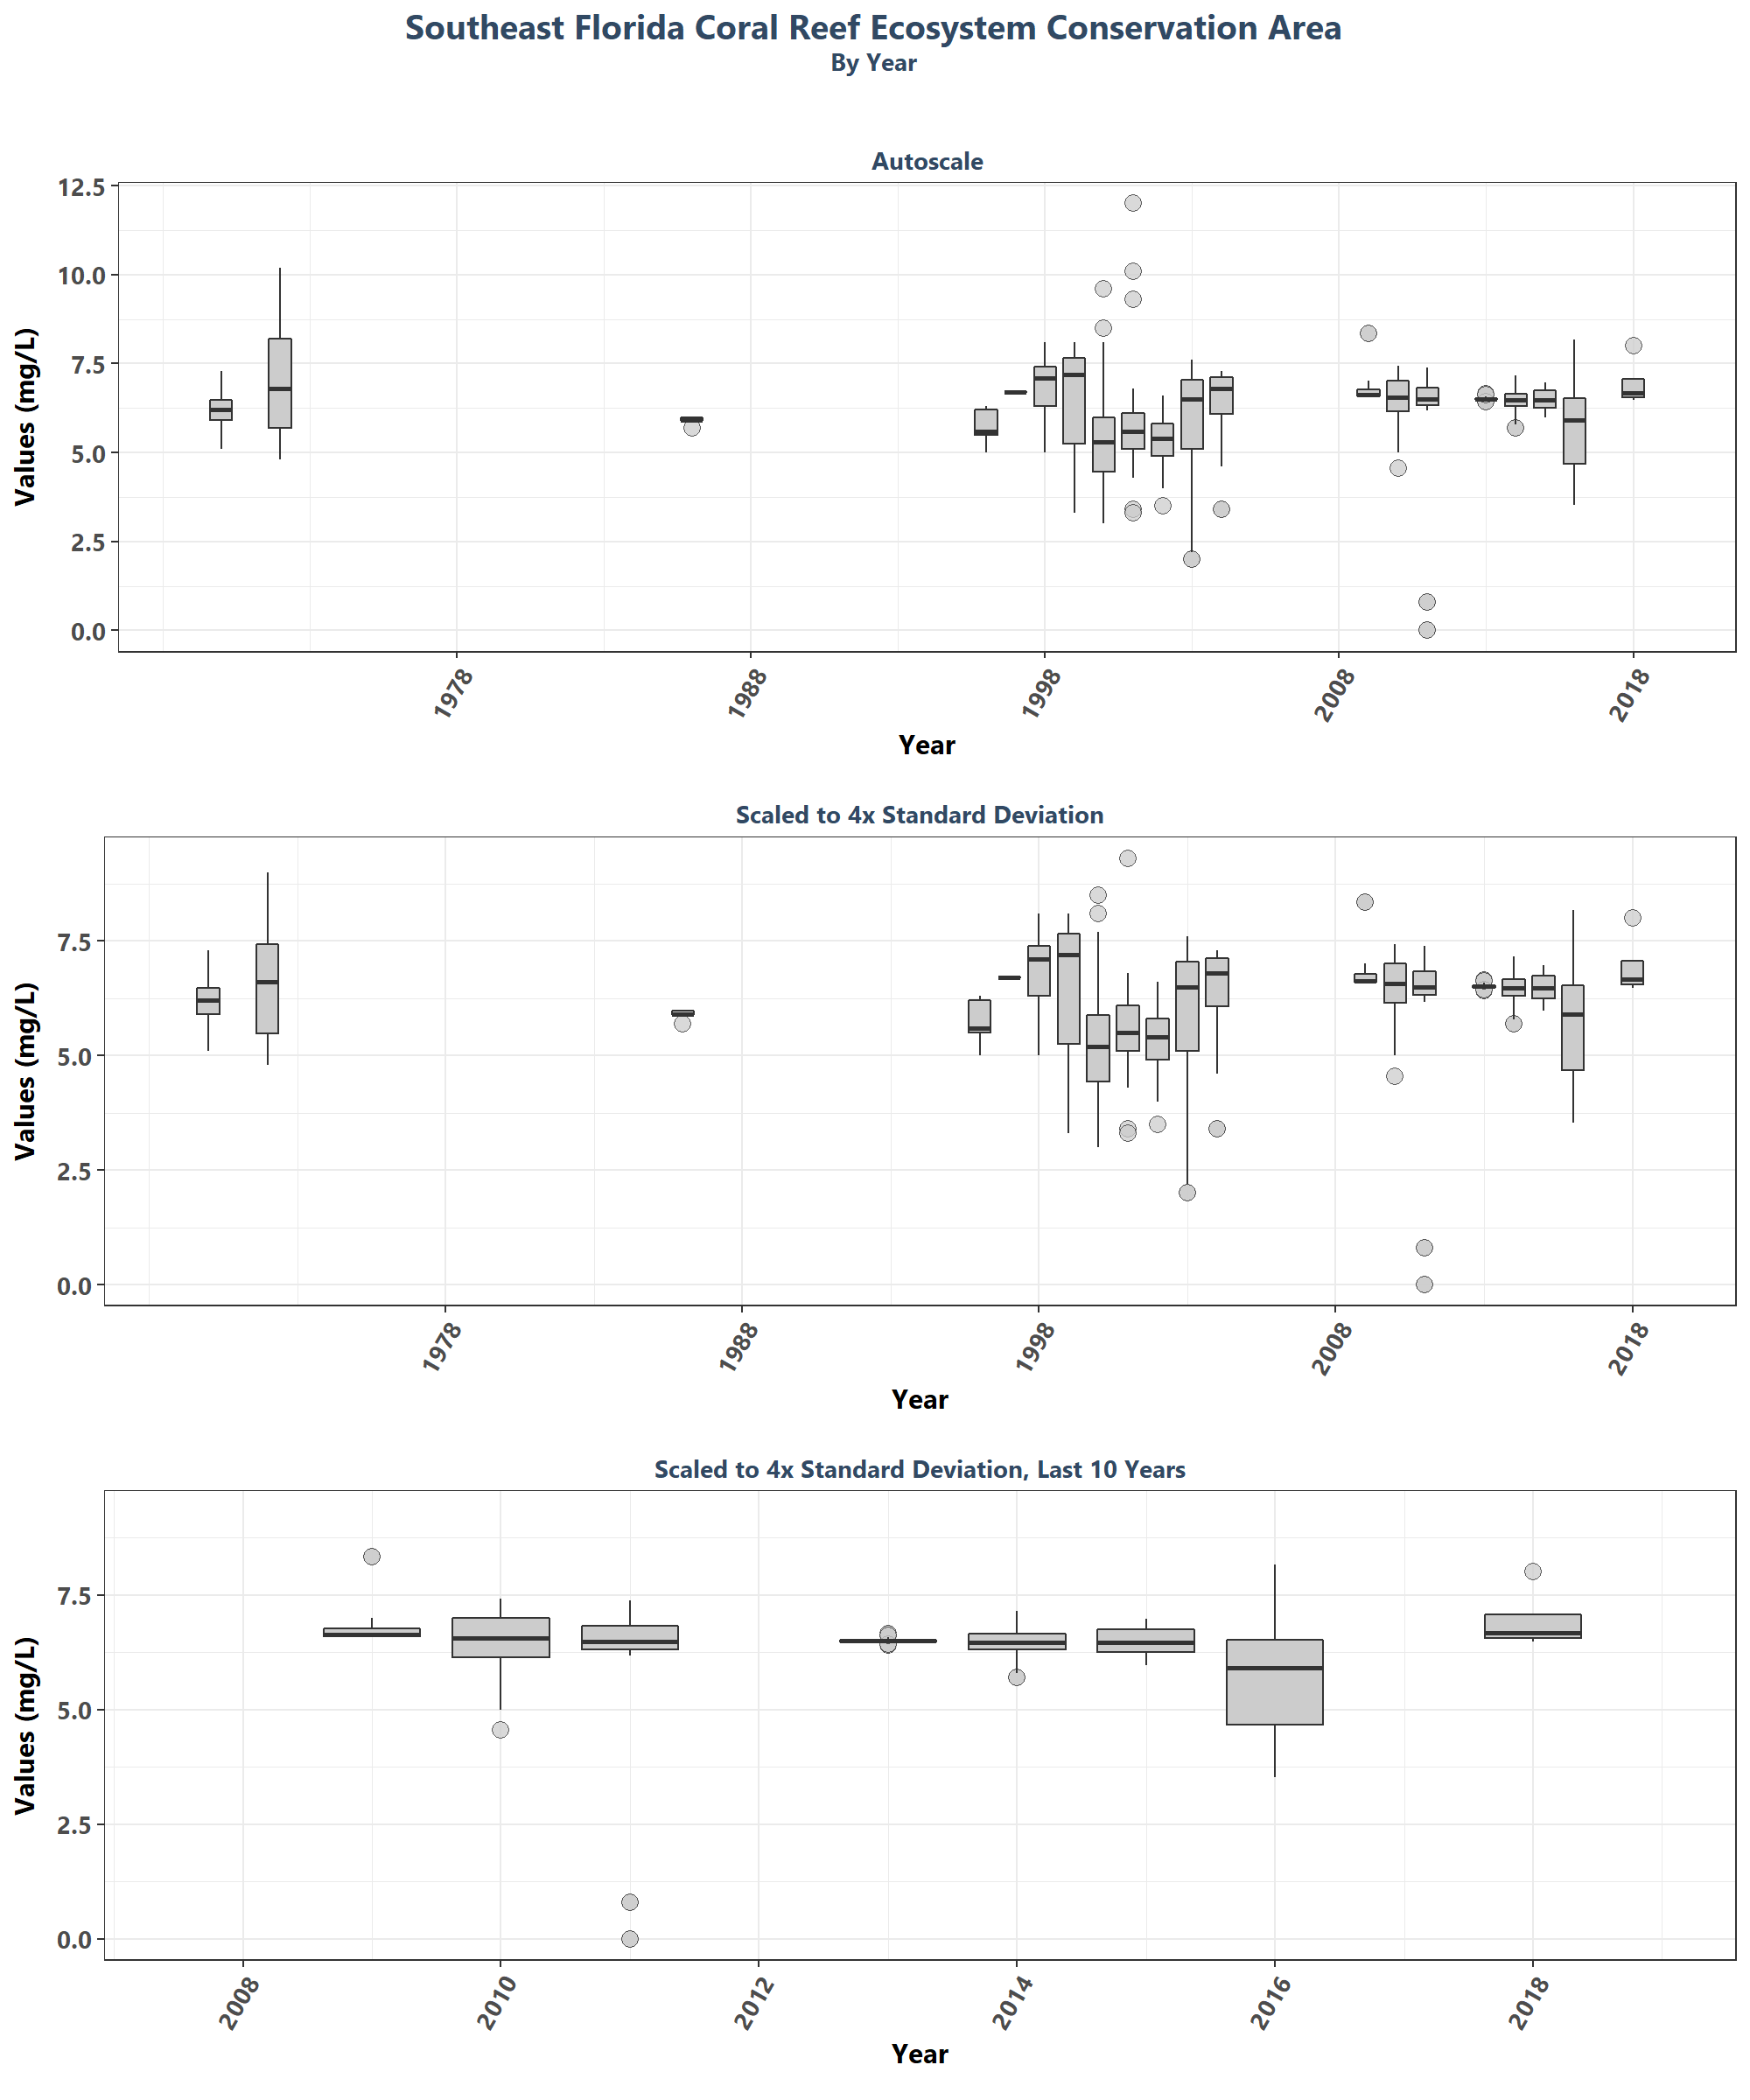 Southeast Florida Coral Reef Ecosystem Conservation Area
By Year
Autoscale
12.5
10.0
7.5
5.0
2.5
0.0
Values (mg/L)
1978
1988
1998
2008
2018
Year
Scaled to 4x Standard Deviation
7.5
5.0
2.5
0.0
Values (mg/L)
1978
1988
1998
2008
2018
Year
Scaled to 4x Standard Deviation, Last 10 Years
7.5
5.0
2.5
0.0
Values (mg/L)
2008
2010
2012
2014
2016
2018
Year